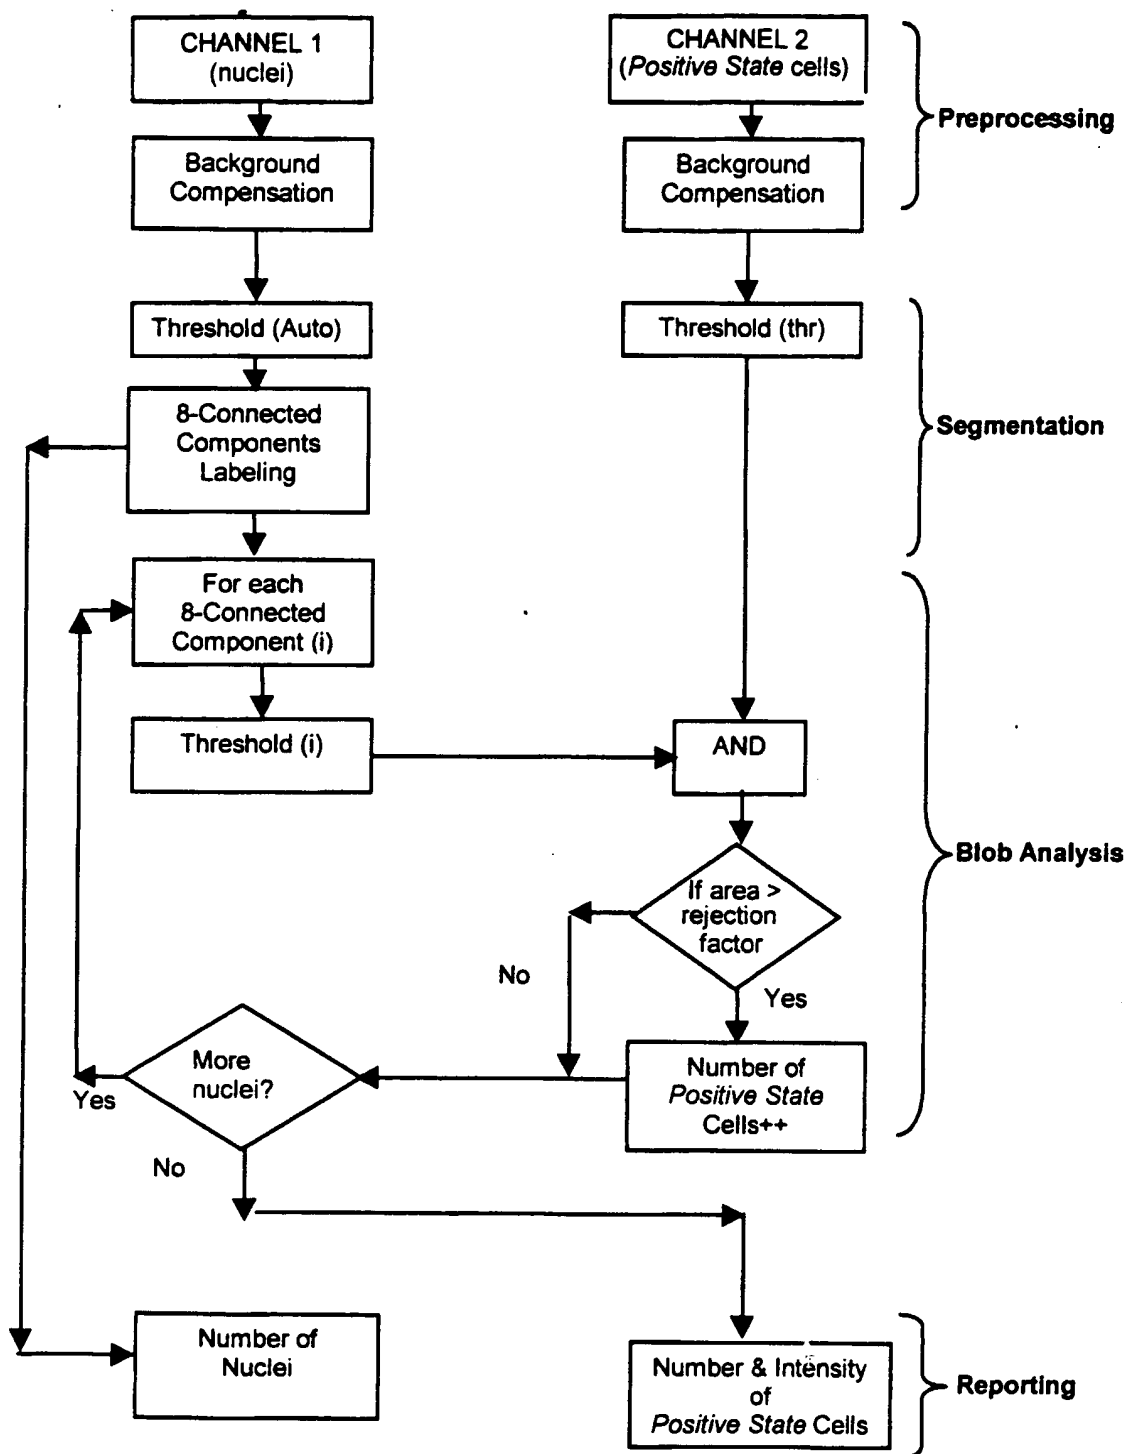 CHANNEL 1
(nuclei)
CHANNEL 2
(Positive State cells)
Preprocessing
Background
Compensation
Background
Compensation
Threshold (Auto)
Threshold (thr)
8-Connected
Components
Labeling
Segmentation
For each
8-Connected
Component (i)
Threshold (i)
AND
Blob Analysis
If area >
rejection
factor
No
Yes
More
nuclei?
Number of
Positive State
Cells++
Yes
No
Number of
Nuclei
Number & Intensity
of
Positive State Cells
Reporting